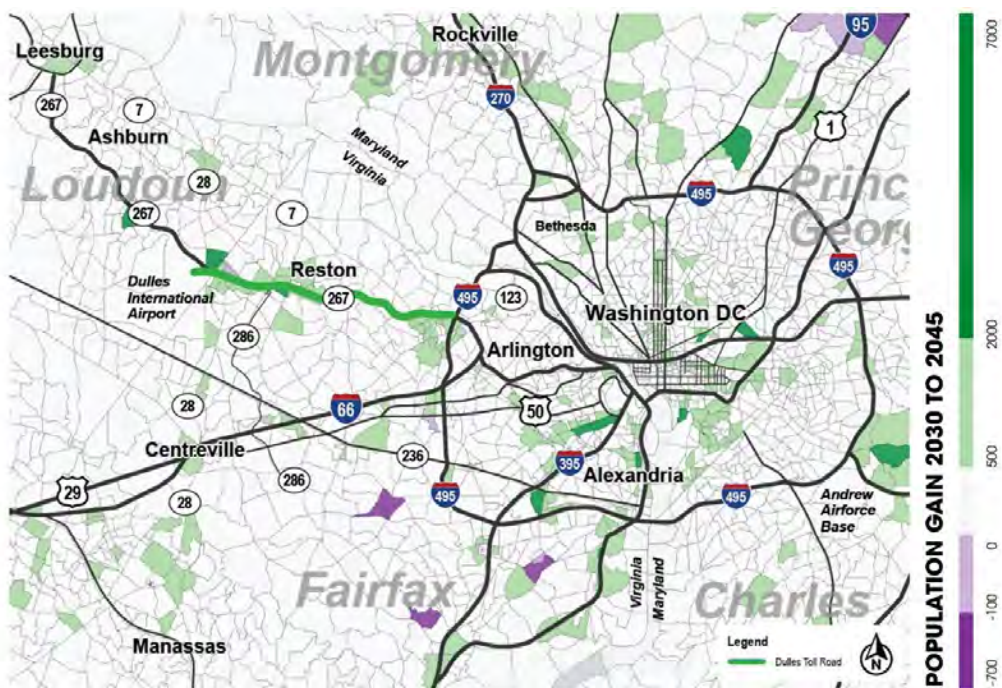 Leesburg
Montgomery
Rockville
95
267
7
270
Ashburn
1
Maryland
Virginia
Loudoun
28
495
Princ
Georg
267
7
Bethesda
Reston
495
Dulles
International
Airport
267
495
123
Washington DC
286
Arlington
28
66
50
Centreville
236
395
Alexandria
29
286
495
495
28
Andrew
Airforce
Base
Fairfax
Virginia
Maryland
Charles
Manassas
Legend
Dulles Toll Road
N
POPULATION GAIN 2030 TO 2045
7000
2000
500
0
-100
-700